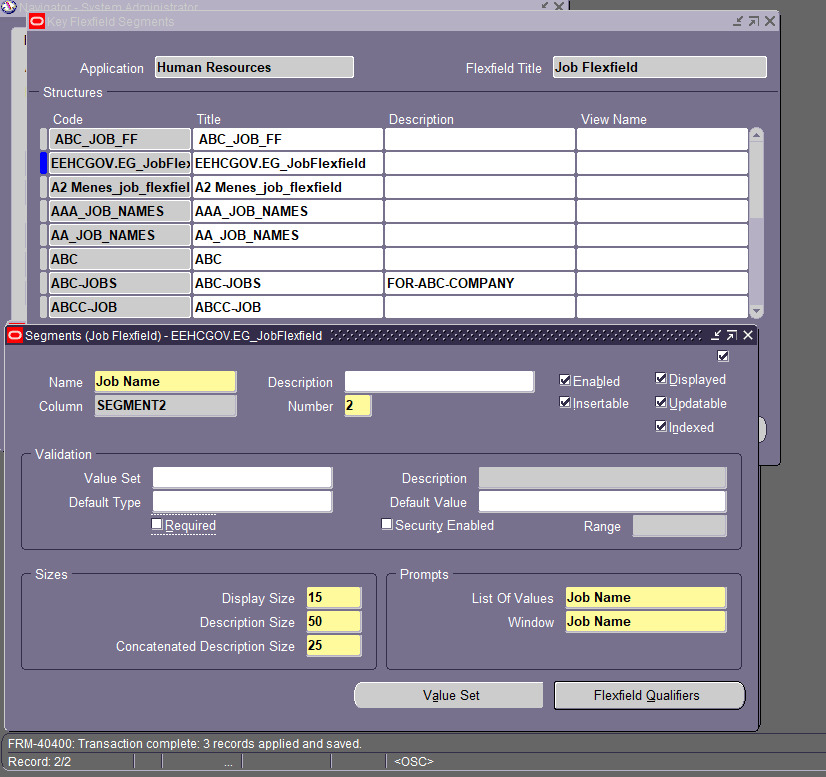 Navigator - System Administrator
Key Flexfield Segments
Application Human Resources Flexfield Title Job Flexfield
Structures
Code Title Description View Name
ABC_JOB_FF ABC_JOB_FF
EEHCGOV.EG_JobFlex EEHCGOV.EG_JobFlexfield
A2 Menes_job_flexfiel A2 Menes_job_flexfield
AAA_JOB_NAMES AAA_JOB_NAMES
AA_JOB_NAMES AA_JOB_NAMES
ABC ABC
ABC-JOBS ABC-JOBS FOR-ABC-COMPANY
ABCC-JOB ABCC-JOB
Segments (Job Flexfield) - EEHCGOV.EG_JobFlexfield
Name Job Name Description Enabled Displayed
Column SEGMENT2 Number 2 Insertable Updatable
Indexed
Validation
Value Set Description
Default Type Default Value
Required Security Enabled Range
Sizes Prompts
Display Size 15 List Of Values Job Name
Description Size 50 Window Job Name
Concatenated Description Size 25
Value Set Flexfield Qualifiers
FRM-40400: Transaction complete: 3 records applied and saved.
Record: 2/2 ... <OSC>